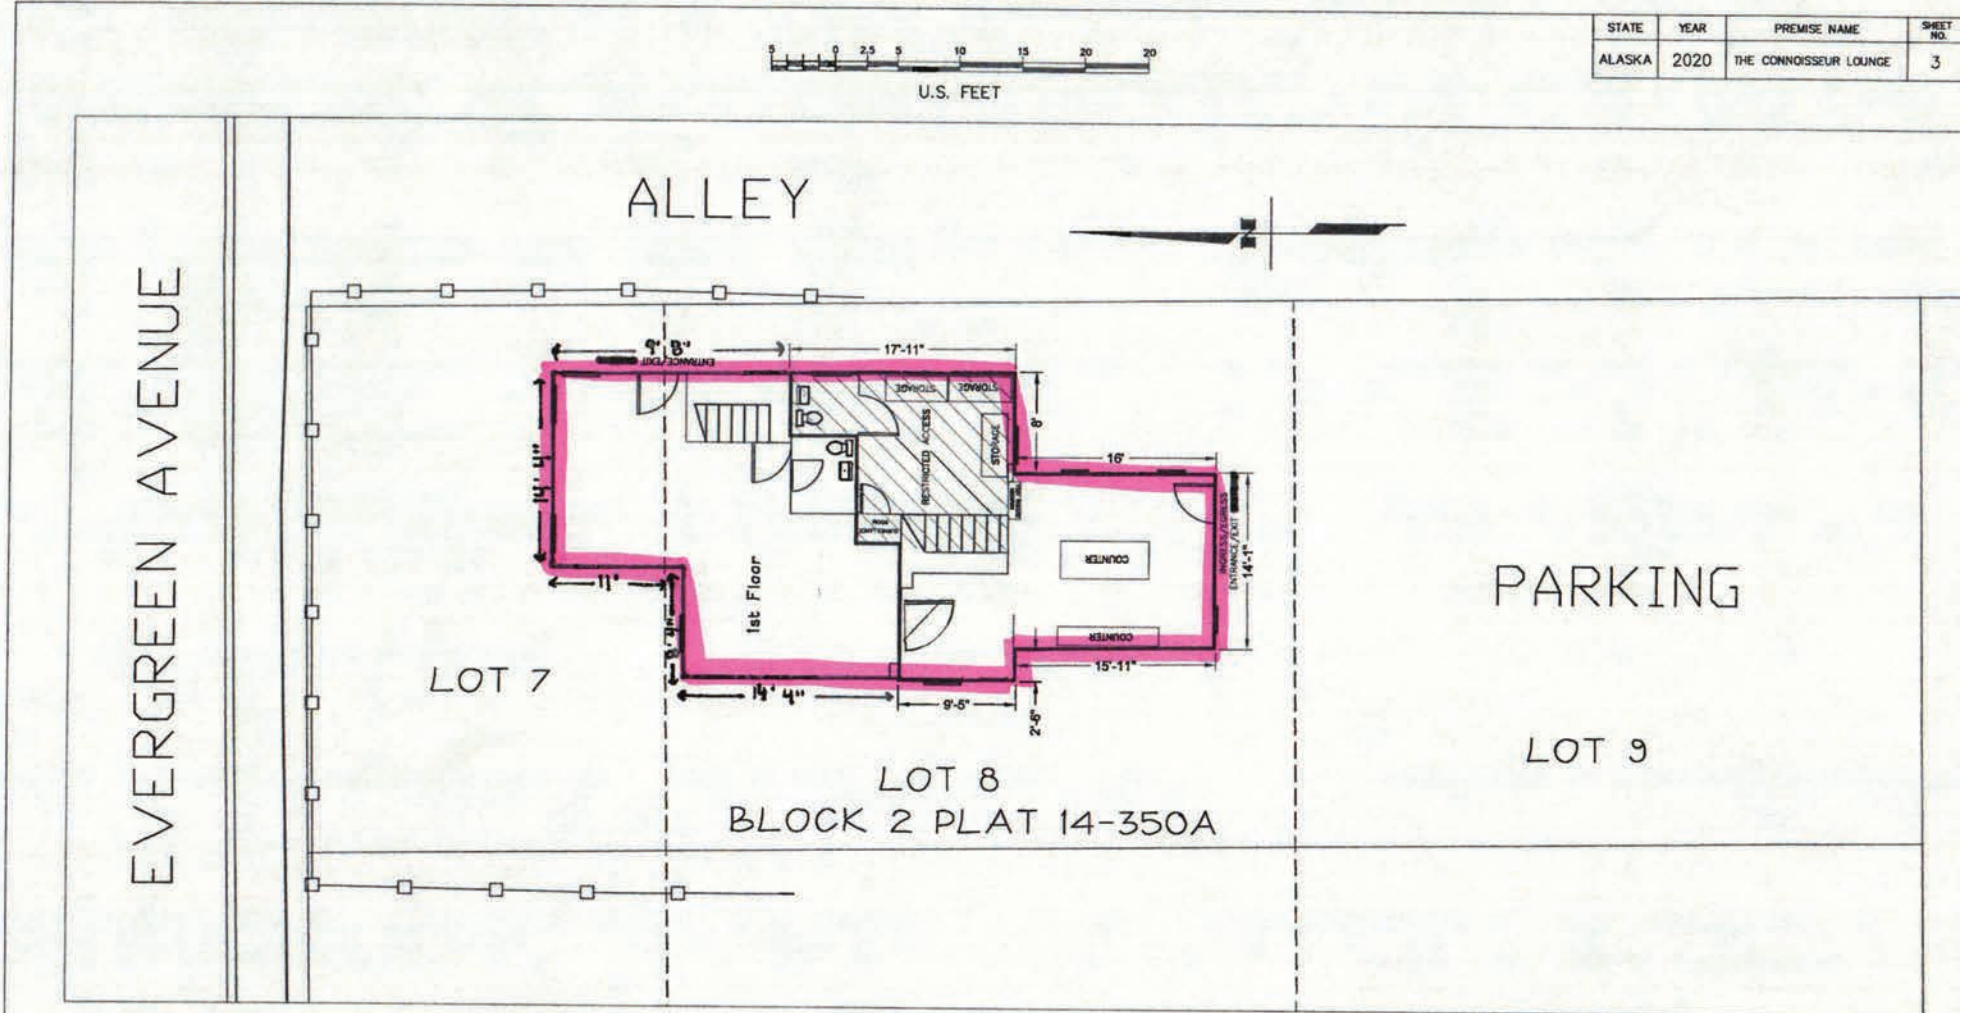 STATE YEAR PREMISE NAME SHEET NO.
ALASKA 2020 THE CONNOISSEUR LOUNGE 3
5 0 2.5 5 10 15 20 20
U.S. FEET
ALLEY
N
EVERGREEN AVENUE
9' 8"
17'-11"
ENTRANCE/EXIT
STORAGE
STORAGE
8'
STORAGE
RESTRICTED ACCESS
16'
14' 4"
INGRESS/EGRESS
ENTRANCE/EXIT
14'-1"
COUNTER
11'
1st Floor
COUNTER
15'-11"
14' 4"
9'-5"
2'-6"
PARKING
LOT 7
LOT 8
BLOCK 2 PLAT 14-350A
LOT 9